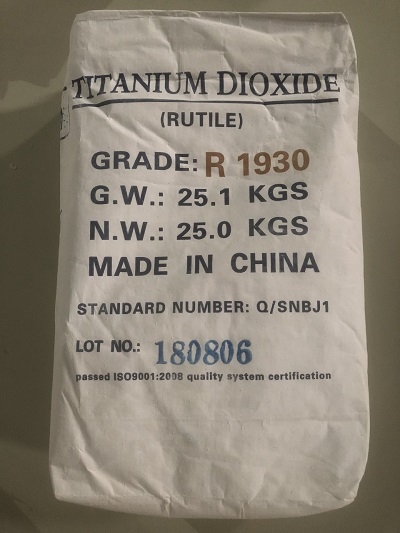 TITANIUM DIOXIDE
(RUTILE)
GRADE: R 1930
G.W.: 25.1 KGS
N.W.: 25.0 KGS
MADE IN CHINA
STANDARD NUMBER: Q/SNBJ1
LOT NO.: 180806
passed ISO9001:2008 quailty system certification